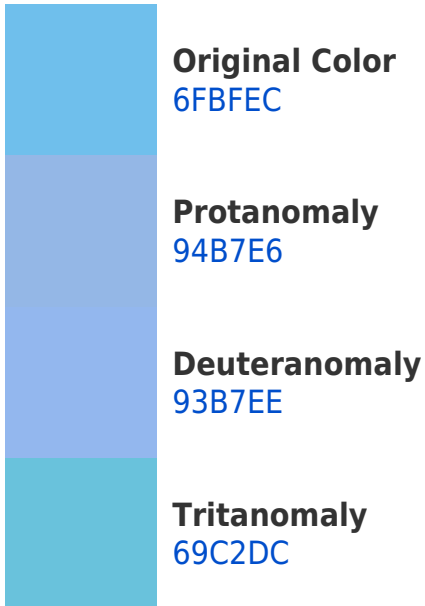 Original Color
6FBFEC
Protanomaly
94B7E6
Deuteranomaly
93B7EE
Tritanomaly
69C2DC